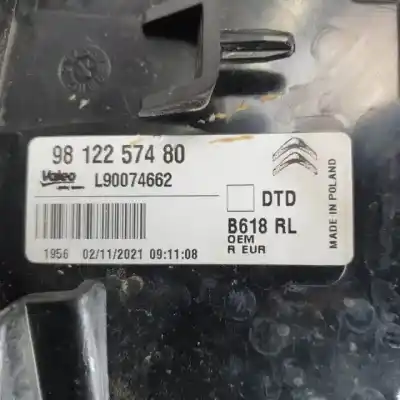 98 122 574 80
Valeo
L90074662
DTD
B618 RL
OEM
R EUR
1956 02/11/2021 09:11:08
MADE IN POLAND